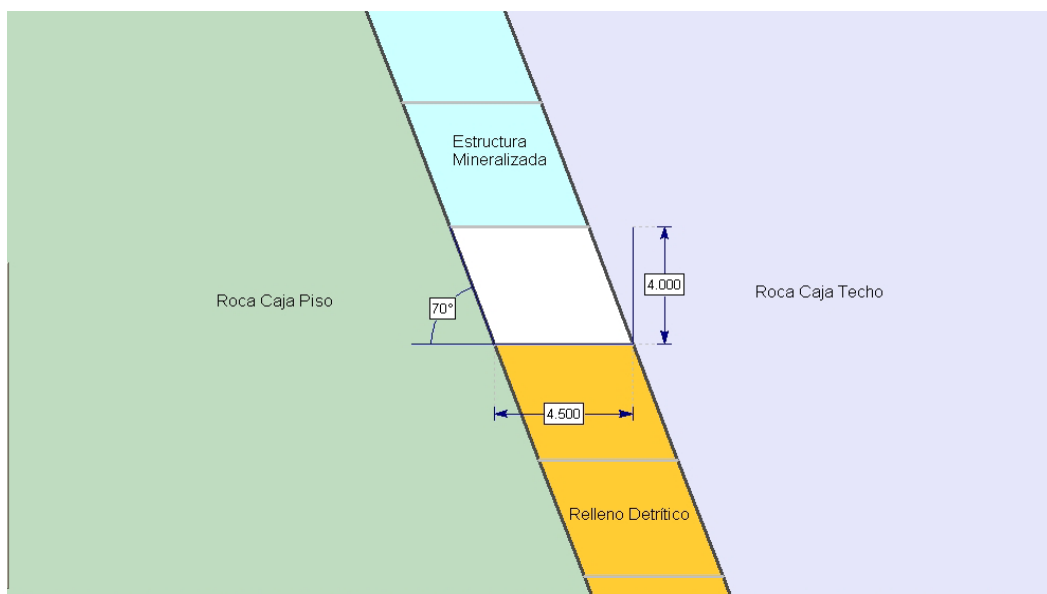 Estructura
Mineralizada
Roca Caja Piso
70°
4.000
Roca Caja Techo
4.500
Relleno Detrítico